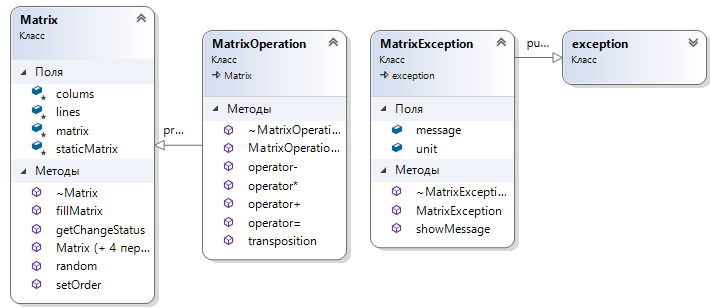 Matrix
Класс
Поля
colums
lines
matrix
staticMatrix
Методы
~Matrix
fillMatrix
getChangeStatus
Matrix (+ 4 пер...
random
setOrder
pr...
MatrixOperation
Класс
Matrix
Методы
~MatrixOperati...
MatrixOperatio...
operator-
operator*
operator+
operator=
transposition
MatrixException
Класс
exception
Поля
message
unit
Методы
~MatrixExcepti...
MatrixException
showMessage
pu...
exception
Класс